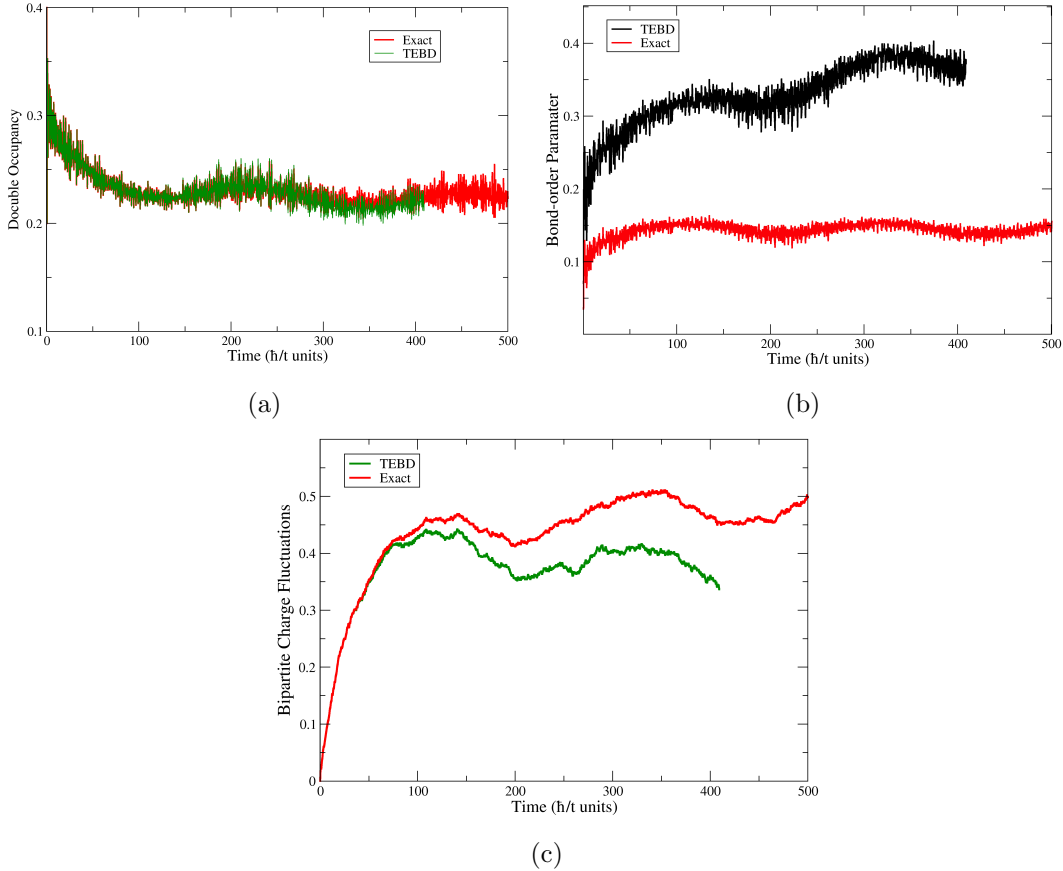 0.4
0.3
0.2
0.1
Docuble Occupancy
Exact
TEBD
0
100
200
300
400
500
Time (ħ/t units)
(a)
0.4
0.3
0.2
0.1
Bond-order Paramater
TEBD
Exact
100
200
300
400
500
Time (ħ/t units)
(b)
0.5
0.4
0.3
0.2
0.1
0
Bipartite Charge Fluctuations
TEBD
Exact
0
100
200
300
400
500
Time (ħ/t units)
(c)